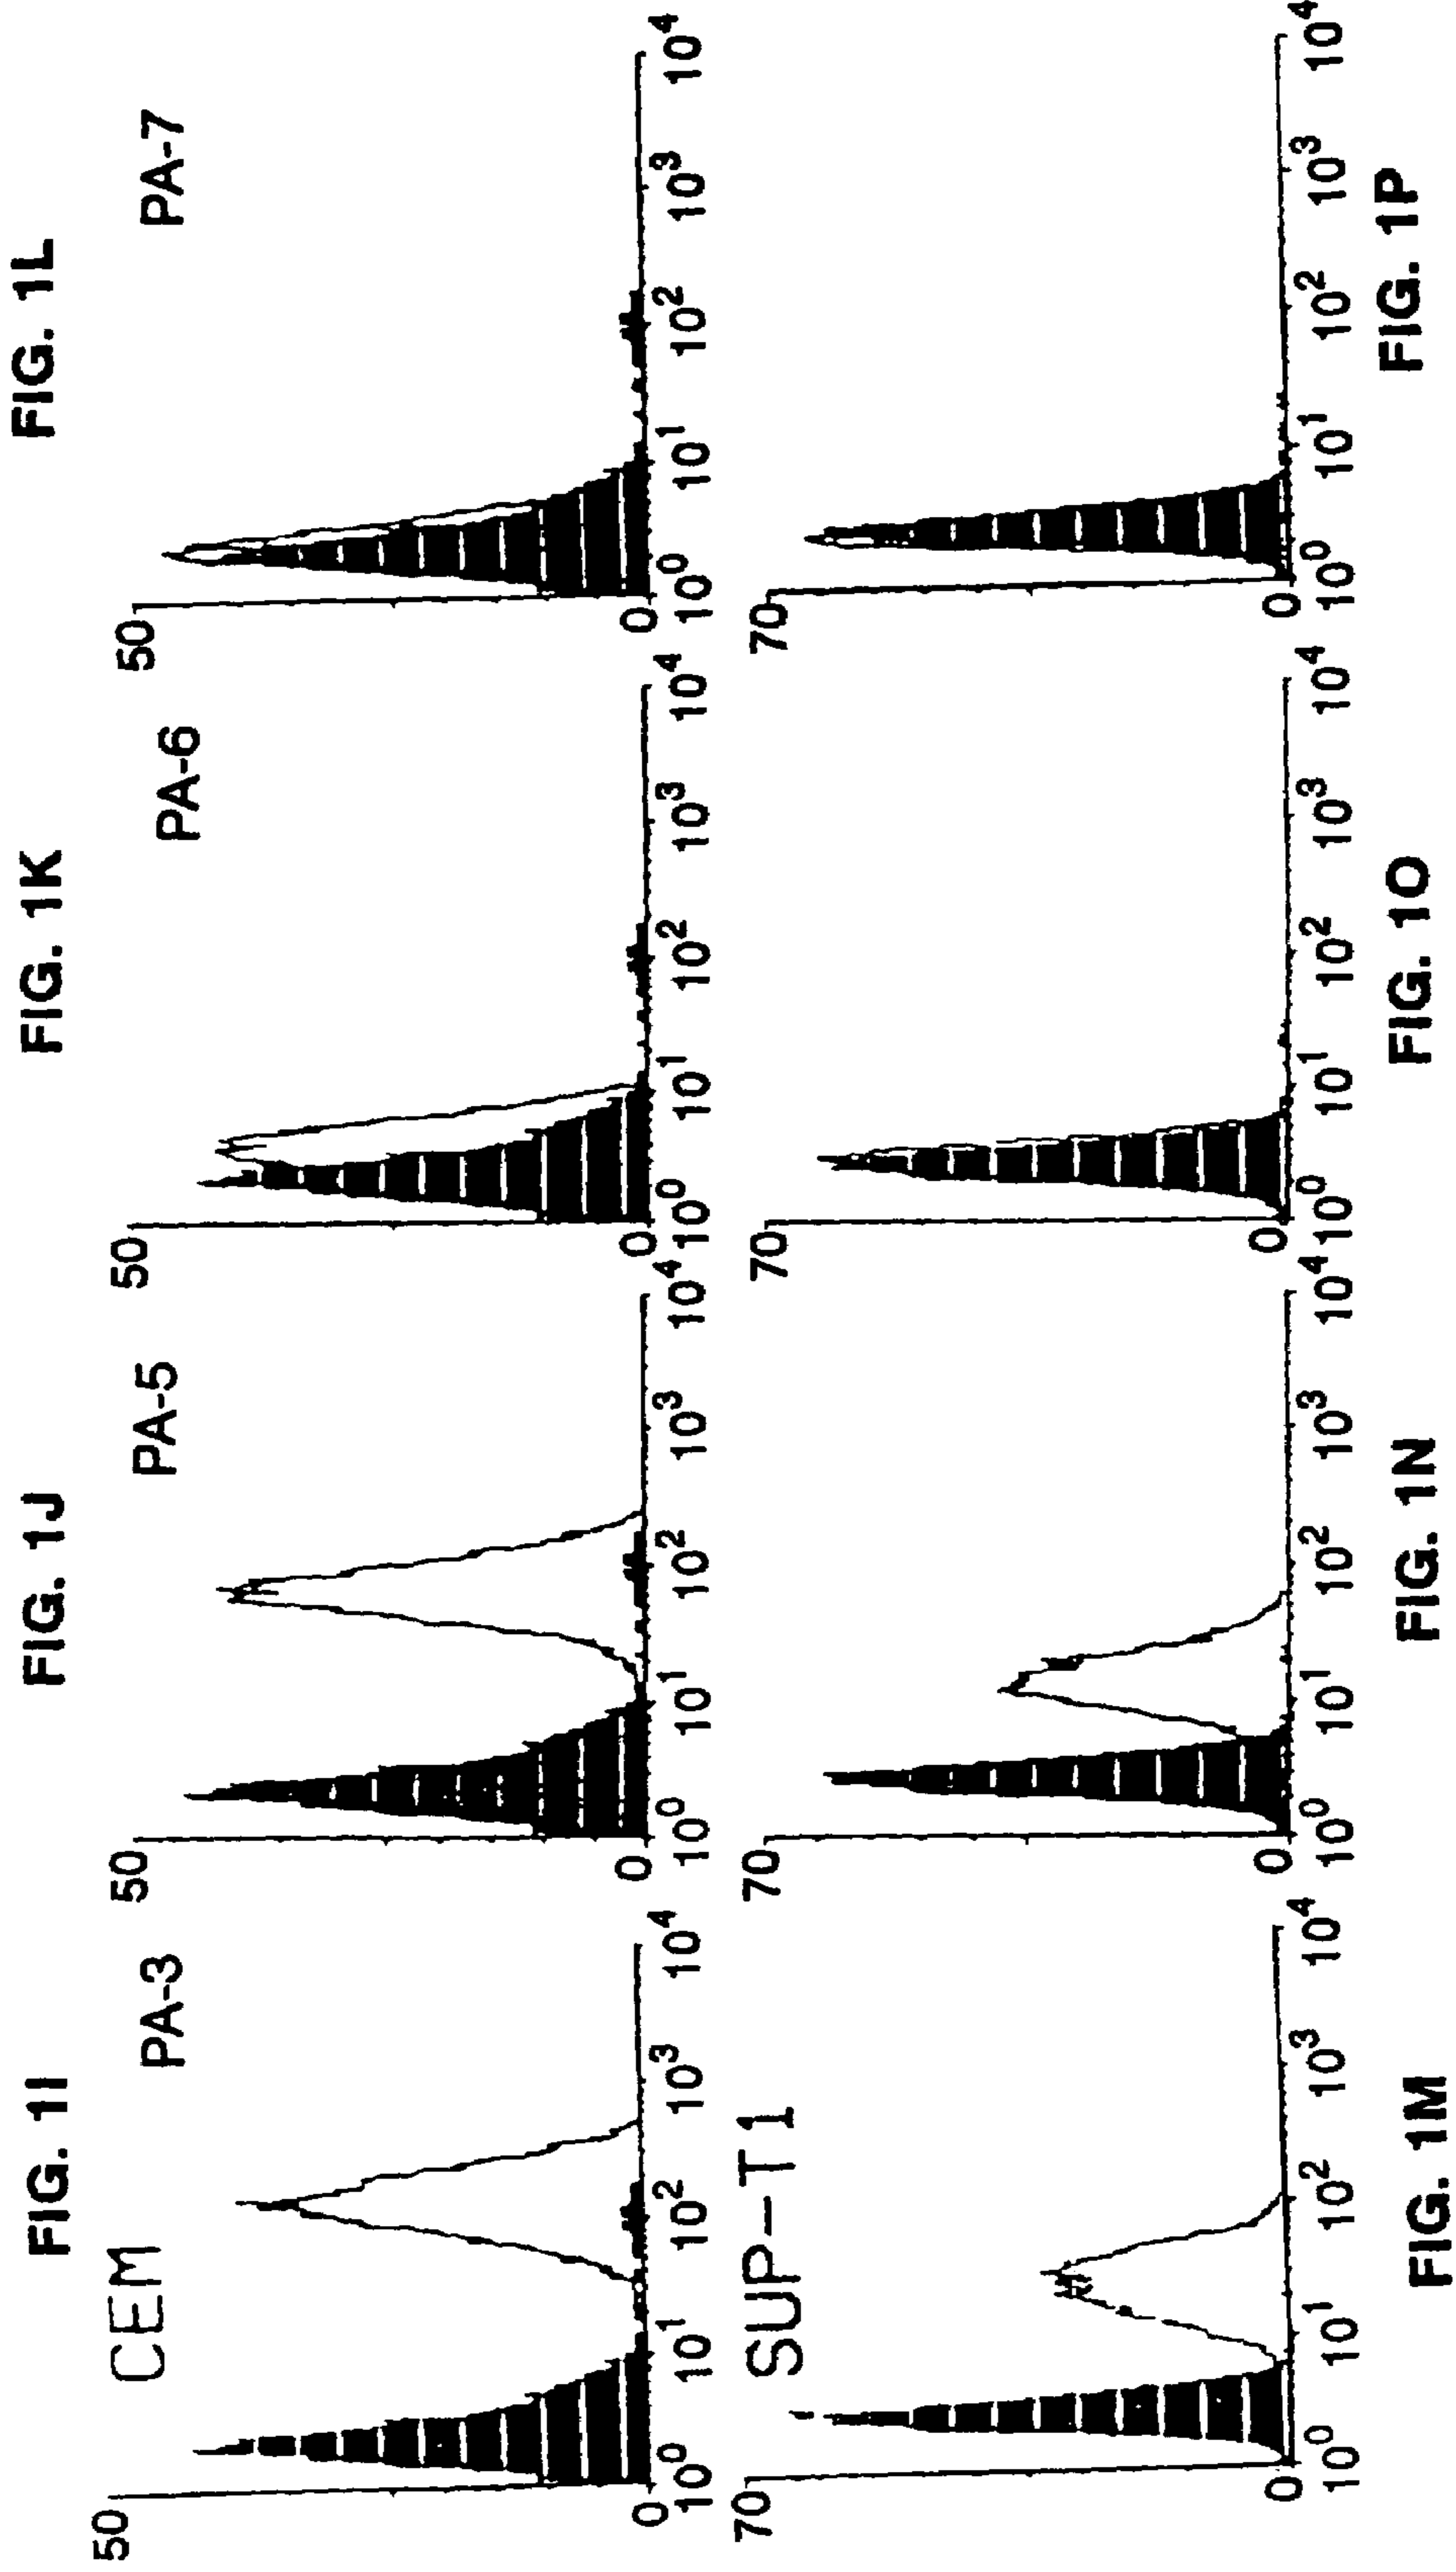 FIG. 1I
FIG. 1J
FIG. 1K
FIG. 1L
CEM
PA-3
PA-5
PA-6
PA-7
50
0
10⁰ 10¹ 10² 10³ 10⁴
50
0
10⁰ 10¹ 10² 10³ 10⁴
50
0
10⁰ 10¹ 10² 10³ 10⁴
50
0
10⁰ 10¹ 10² 10³ 10⁴
SUP-T1
70
0
10⁰ 10¹ 10² 10³ 10⁴
70
0
10⁰ 10¹ 10² 10³ 10⁴
70
0
10⁰ 10¹ 10² 10³ 10⁴
70
0
10⁰ 10¹ 10² 10³ 10⁴
FIG. 1M
FIG. 1N
FIG. 1O
FIG. 1P